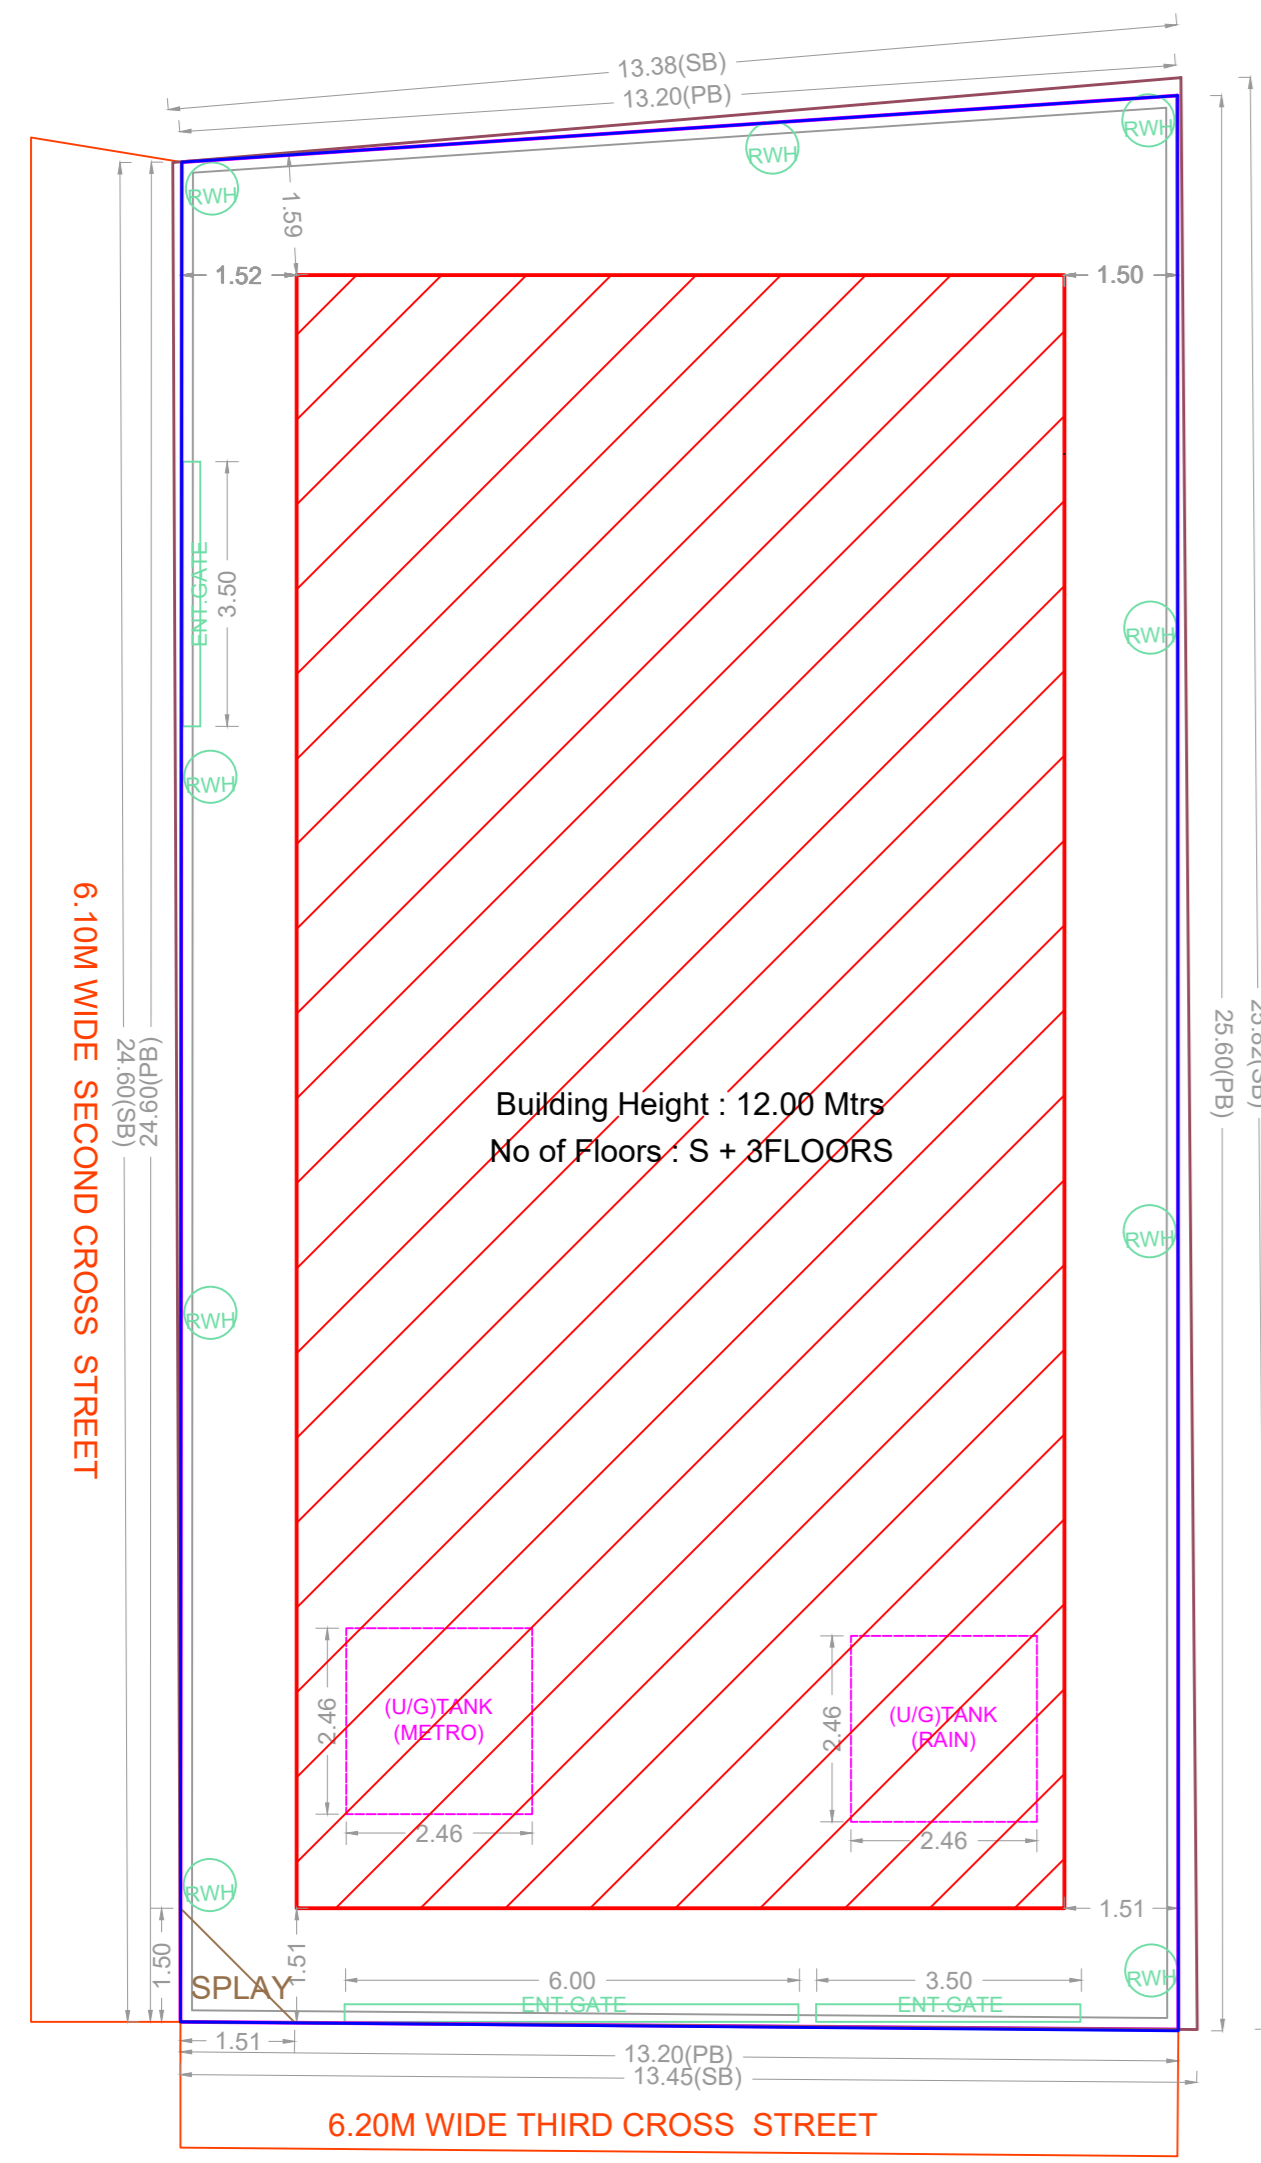 13.38(SB)
13.20(PB)
RWH
RWH
RWH
1.59
1.52
1.50
ENT.GATE
3.50
RWH
RWH
6.10M WIDE SECOND CROSS STREET
24.60(SB)
24.60(PB)
25.60(PB)
25.82(SB)
Building Height : 12.00 Mtrs
No of Floors : S + 3FLOORS
RWH
RWH
2.46
(U/G)TANK
(METRO)
2.46
2.46
(U/G)TANK
(RAIN)
2.46
RWH
1.51
1.50
SPLAY
1.51
6.00
ENT.GATE
3.50
ENT.GATE
RWH
1.51
13.20(PB)
13.45(SB)
6.20M WIDE THIRD CROSS STREET